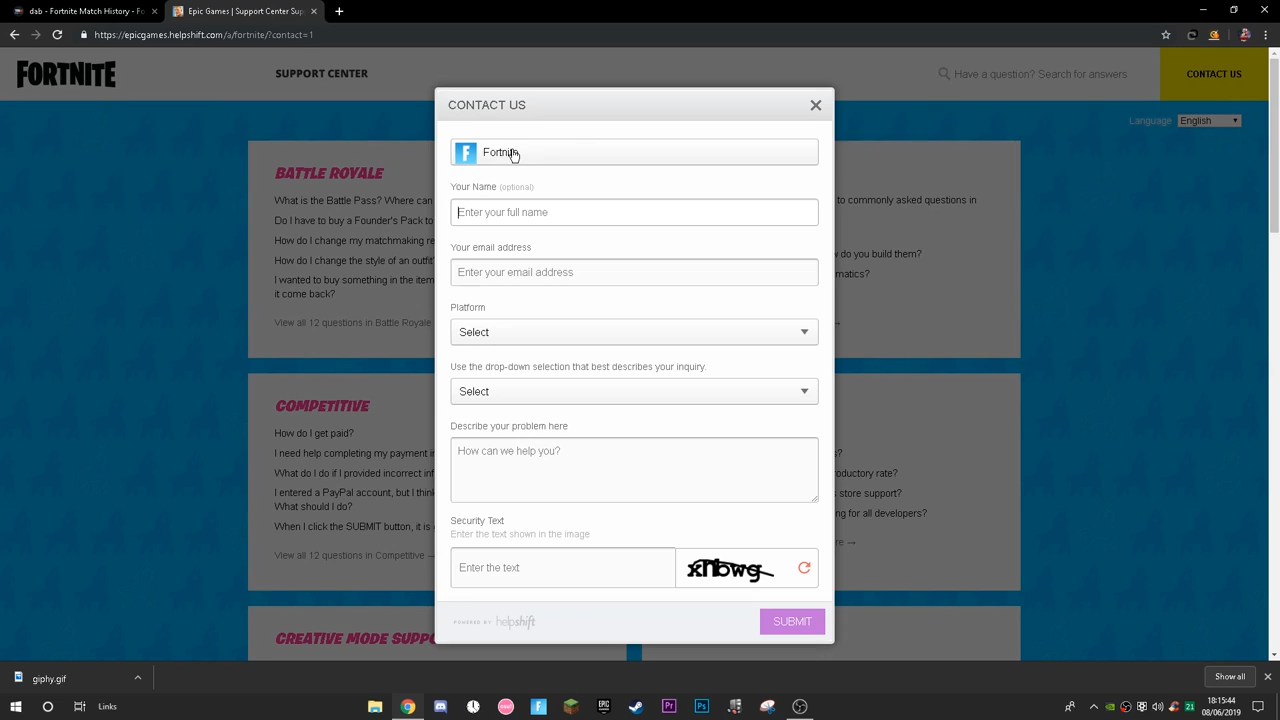 dab - Fortnite Match History - Fo
Epic Games | Support Center Sup
https://epicgames.helpshift.com/a/fortnite/?contact=1
FORTNITE
SUPPORT CENTER
Have a question? Search for answers
CONTACT US
Language English
CONTACT US
Fortnite
Your Name (optional)
Enter your full name
Your email address
Enter your email address
Platform
Select
Use the drop-down selection that best describes your inquiry.
Select
Describe your problem here
How can we help you?
Security Text
Enter the text shown in the image
Enter the text
xnbwg
POWERED BY helpshift
SUBMIT
BATTLE ROYALE
What is the Battle Pass? Where can
Do I have to buy a Founder's Pack to
How do I change my matchmaking re
How do I change the style of an outfit
I wanted to buy something in the item
it come back?
View all 12 questions in Battle Royale
to commonly asked questions in
do you build them?
matics?
COMPETITIVE
How do I get paid?
I need help completing my payment in
What do I do if I provided incorrect inf
I entered a PayPal account, but I think
What should I do?
When I click the SUBMIT button, it is
View all 12 questions in Competitive →
?
oductory rate?
store support?
ng for all developers?
re →
CREATIVE MODE SUPPO
giphy.gif
Show all
Links
21
18:15:44
08/06/2019